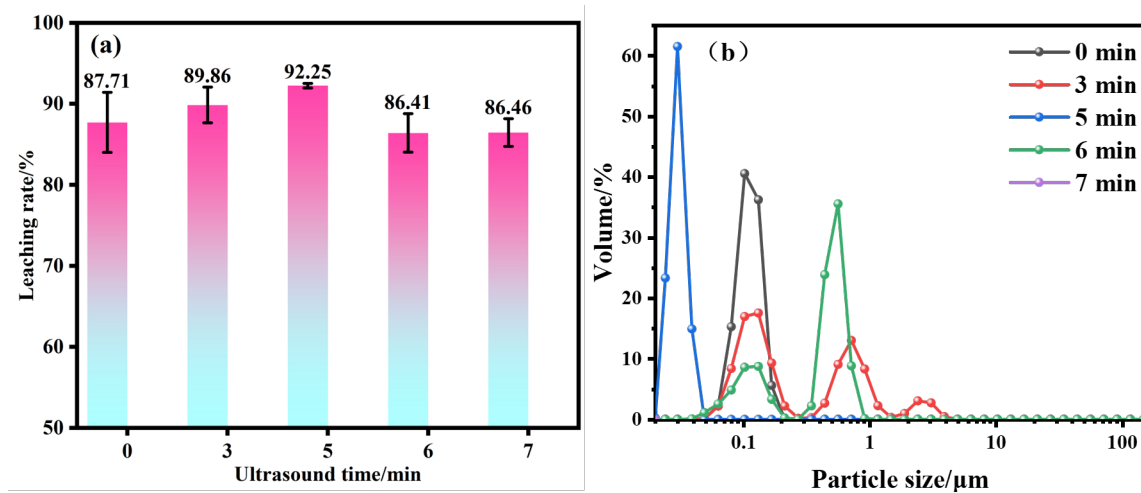 (a)
100
90
80
70
60
50
Leaching rate/%
87.71
89.86
92.25
86.41
86.46
0 3 5 6 7
Ultrasound time/min
(b)
60
50
40
30
20
10
0
Volume/%
0 min
3 min
5 min
6 min
7 min
0.1 1 10 100
Particle size/μm